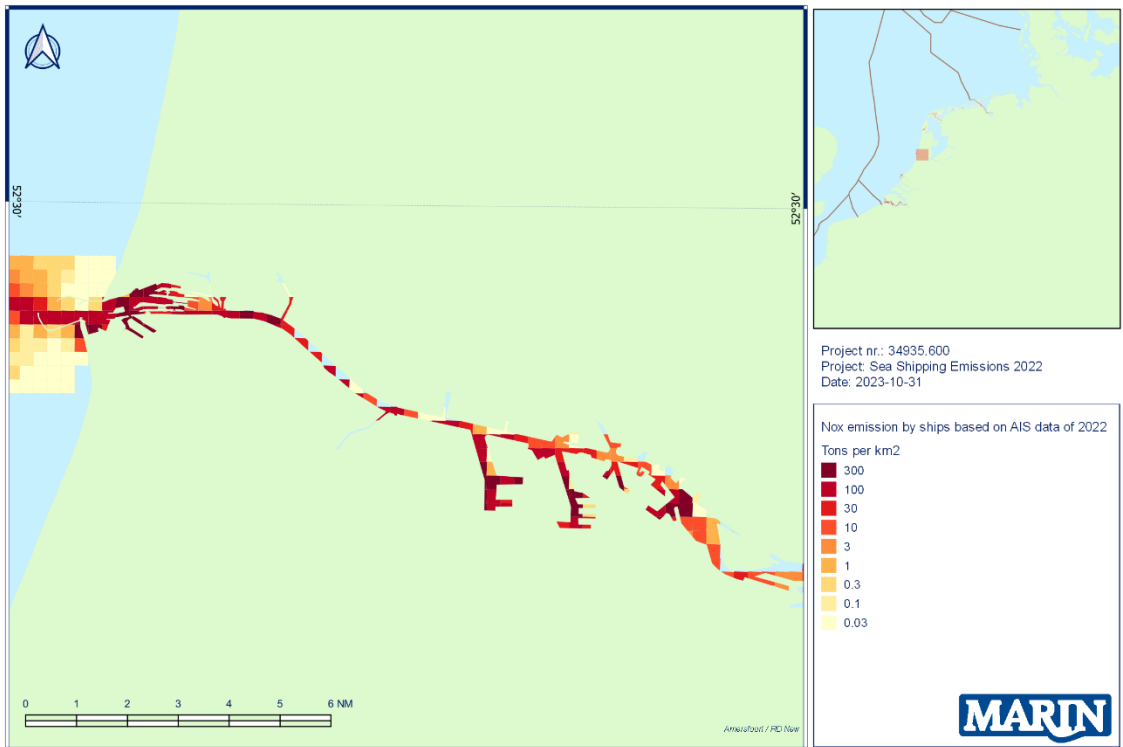 52°30'
52°30'
0 1 2 3 4 5 6 NM
Amersfoort / RD New
Project nr.: 34935.600
Project: Sea Shipping Emissions 2022
Date: 2023-10-31
Nox emission by ships based on AIS data of 2022
Tons per km2
300
100
30
10
3
1
0.3
0.1
0.03
MARIN